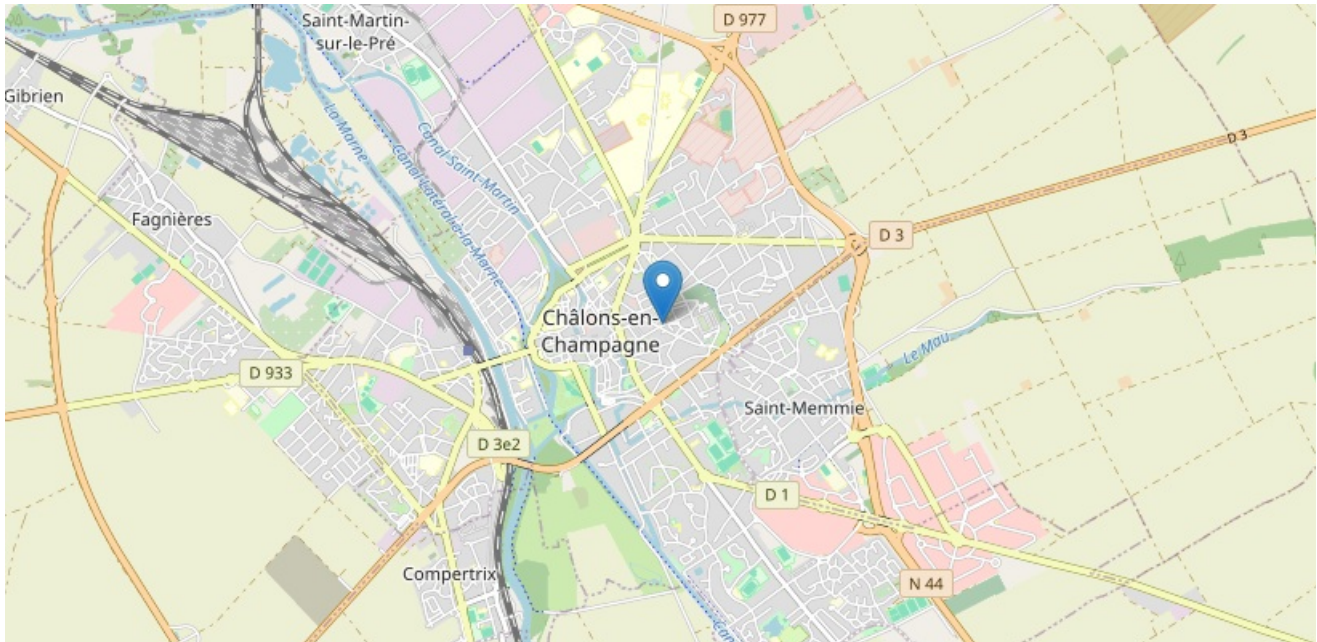 D 977
Saint-Martin-
sur-le-Pré
Gibrien
La Marne
Canal Latéral à la Marne
Canal Saint-Martin
D 3
Fagnières
D 3
Châlons-en-
Champagne
Le Mau
D 933
Saint-Memmie
D 3e2
D 1
Compertrix
N 44